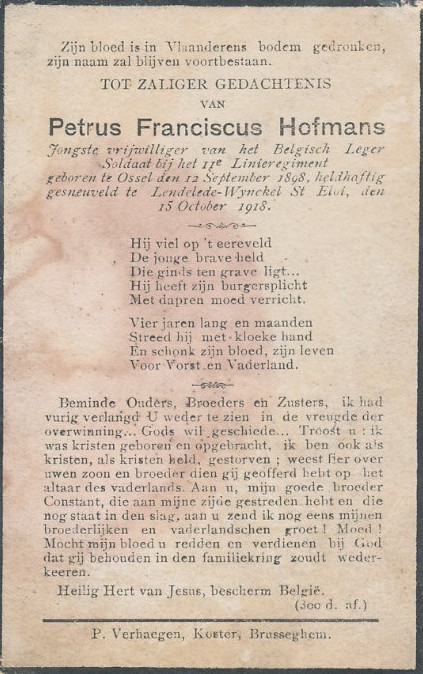 Zijn bloed is in Vlaanderens bodem gedronken,
zijn naam zal blijven voortbestaan.
TOT ZALIGER GEDACHTENIS
VAN
Petrus Franciscus Hofmans
Jongste vrijwilliger van het Belgisch Leger
Soldaat bij het 11e Linieregiment
geboren te Ossel den 12 September 1898, heldhaftig
gesneuveld te Lendelede-Wynckel St Eloi, den
15 October 1918.
Hij viel op 't eereveld
De jonge brave held
Die ginds ten grave ligt...
Hij heeft zijn burgersplicht
Met dapren moed verricht.
Vier jaren lang en maanden
Streed hij met kloeke hand
En schonk zijn bloed, zijn leven
Voor Vorst en Vaderland.
Beminde Ouders, Broeders en Zusters, ik had
vurig verlangd U weder te zien in de vreugde der
overwinning... Gods wil geschiede... Troost u : ik
was kristen geboren en opgebracht, ik ben ook als
kristen, als kristen held, gestorven ; weest fier over
uwen zoon en broeder dien gij geofferd hebt op het
altaar des vaderlands. Aan u, mijn goede broeder
Constant, die aan mijne zijde gestreden hebt en die
nog staat in den slag, aan u zend ik nog eens mijnen
broederlijken en vaderlandschen groet ! Moed !
Mocht mijn bloed u redden en verdienen bij God
dat gij behouden in den familiekring zoudt weder-
keeren.
Heilig Hert van Jesus, bescherm België.
(300 d. af.)
P. Verhaegen, Koster, Brusseghem.